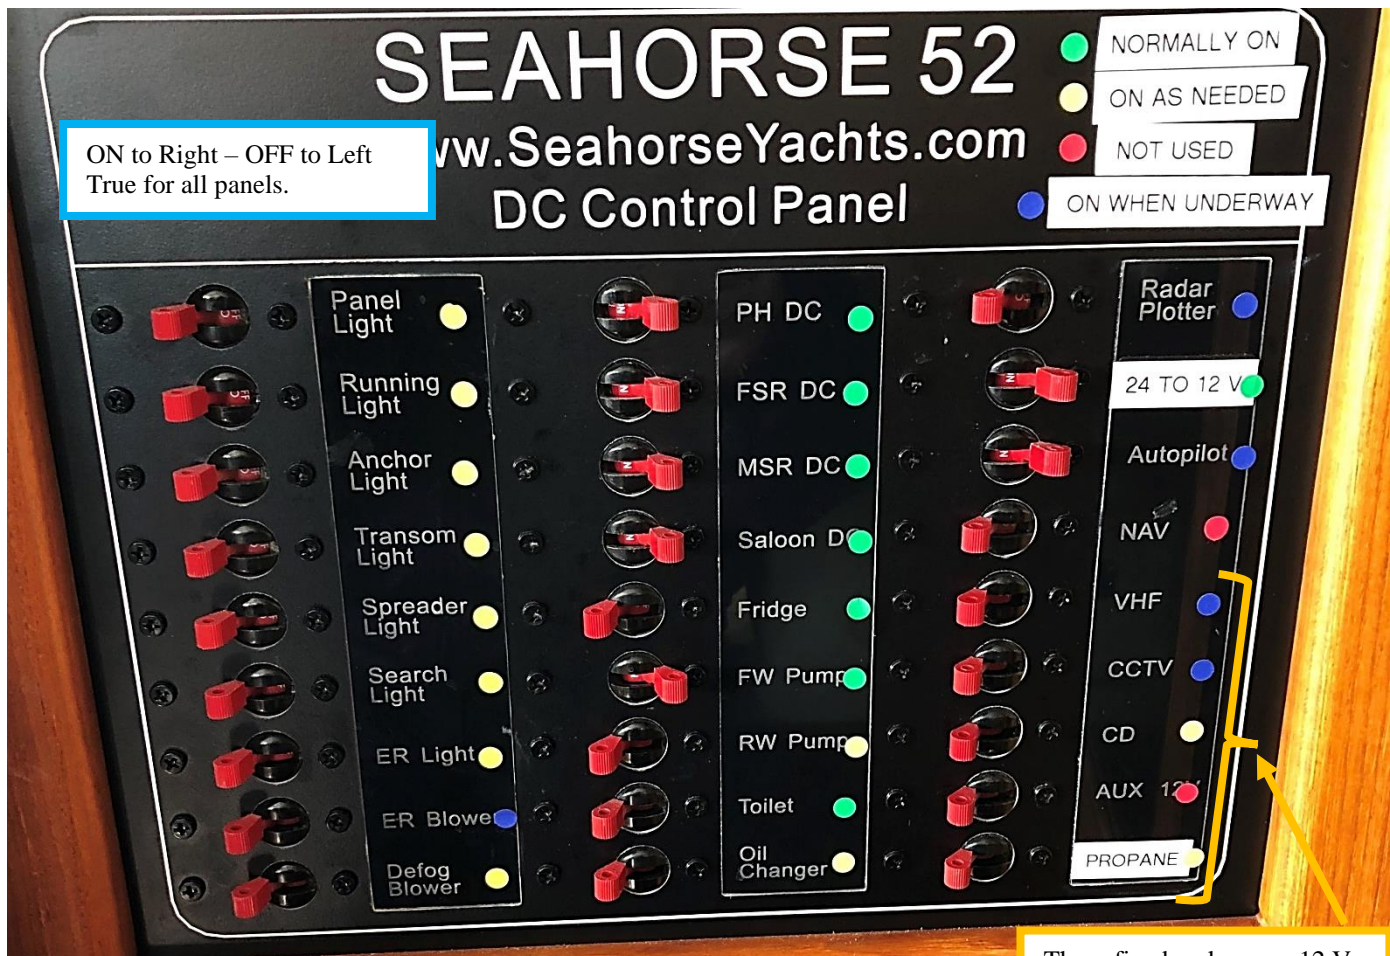 SEAHORSE 52
ww.SeahorseYachts.com
DC Control Panel
NORMALLY ON
ON AS NEEDED
NOT USED
ON WHEN UNDERWAY
ON to Right – OFF to Left
True for all panels.
Panel
Light
Running
Light
Anchor
Light
Transom
Light
Spreader
Light
Search
Light
ER Light
ER Blower
Defog
Blower
PH DC
FSR DC
MSR DC
Saloon DC
Fridge
FW Pump
RW Pump
Toilet
Oil
Changer
Radar
Plotter
24 TO 12 V
Autopilot
NAV
VHF
CCTV
CD
AUX 12V
PROPANE